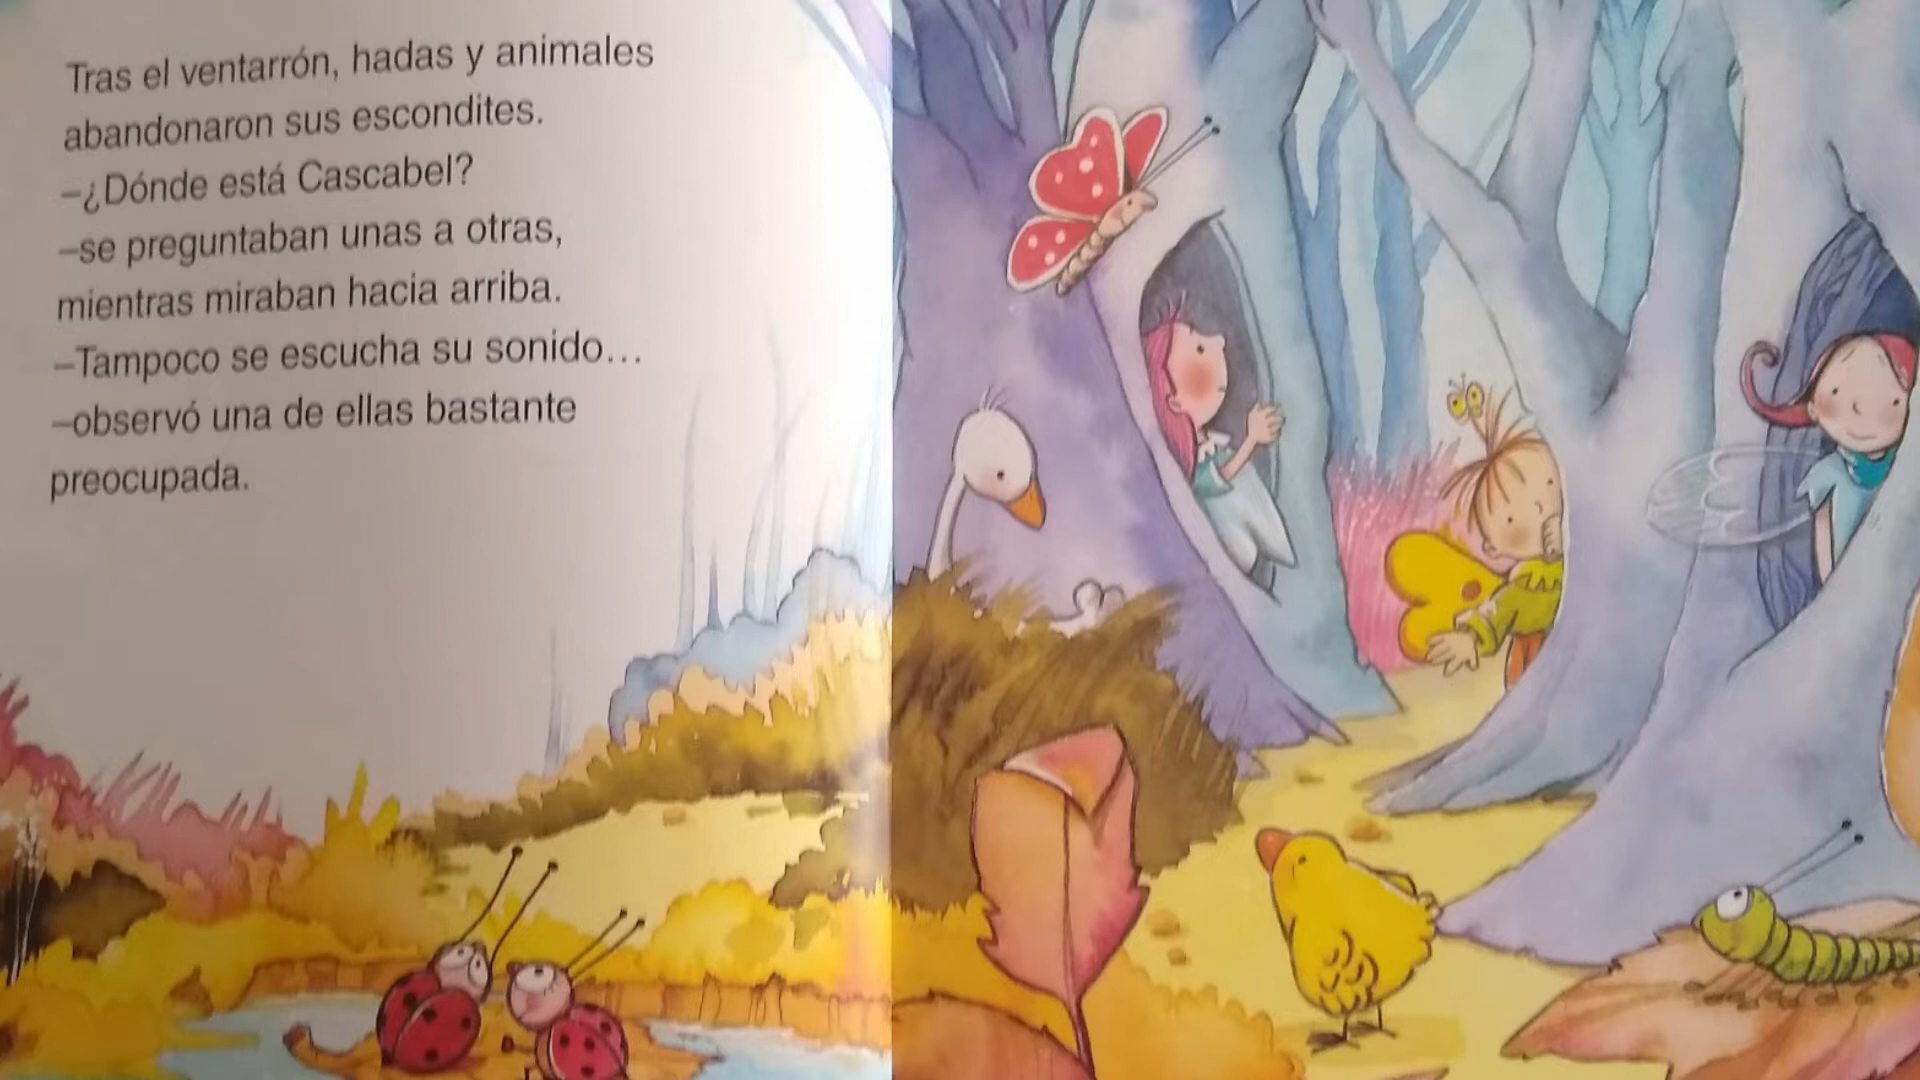 Tras el ventarrón, hadas y animales
abandonaron sus escondites.
–¿Dónde está Cascabel?
–se preguntaban unas a otras,
mientras miraban hacia arriba.
–Tampoco se escucha su sonido...
–observó una de ellas bastante
preocupada.